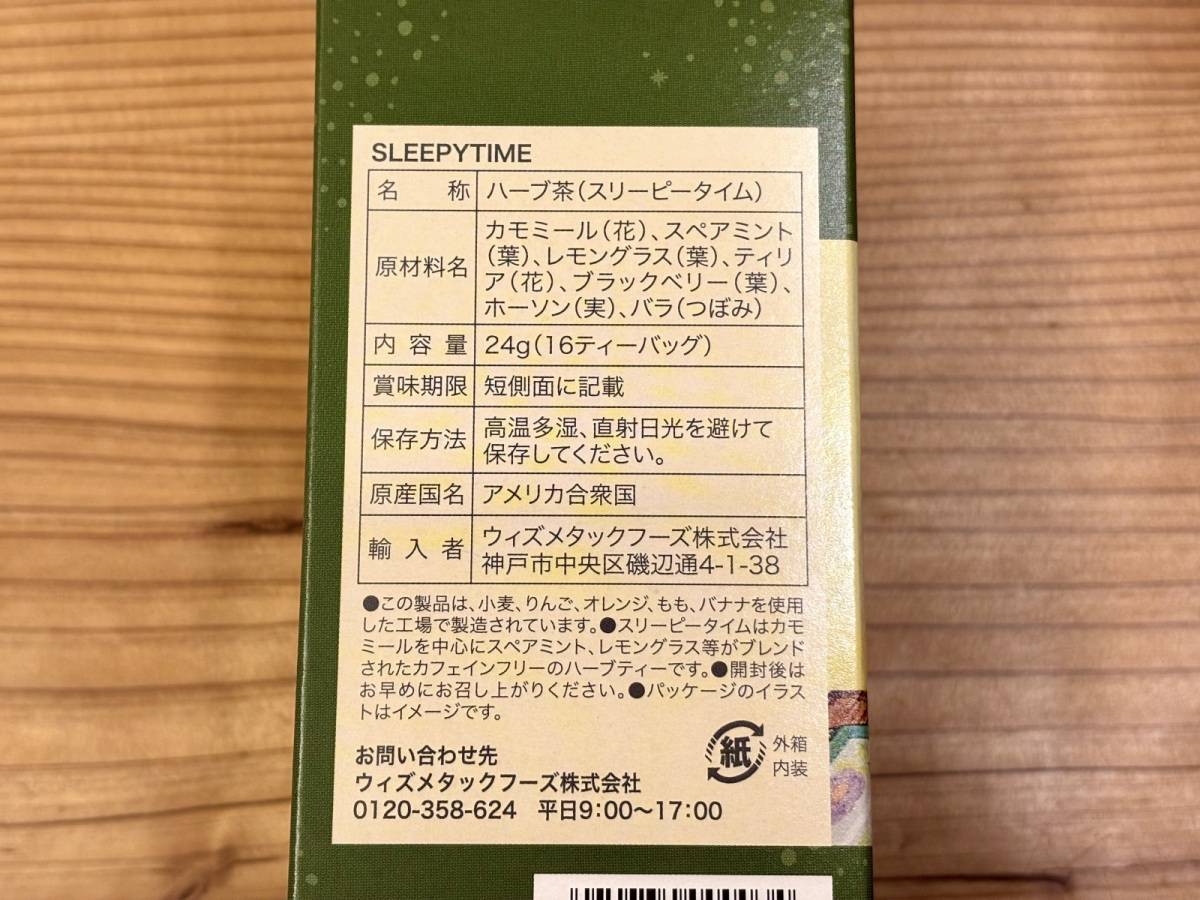 SLEEPYTIME
名称 ハーブ茶(スリーピータイム)
原材料名 カモミール(花)、スペアミント
(葉)、レモングラス(葉)、ティリ
ア(花)、ブラックベリー(葉)、
ホーソン(実)、バラ(つぼみ)
内容量 24g(16ティーバッグ)
賞味期限 短側面に記載
保存方法 高温多湿、直射日光を避けて
保存してください。
原産国名 アメリカ合衆国
輸入者 ウィズメタックフーズ株式会社
神戸市中央区磯辺通4-1-38
●この製品は、小麦、りんご、オレンジ、もも、バナナを使用
した工場で製造されています。●スリーピータイムはカモ
ミールを中心にスペアミント、レモングラス等がブレンド
されたカフェインフリーのハーブティーです。●開封後は
お早めにお召し上がりください。●パッケージのイラス
トはイメージです。
紙 外箱
内装
お問い合わせ先
ウィズメタックフーズ株式会社
0120-358-624 平日9:00〜17:00